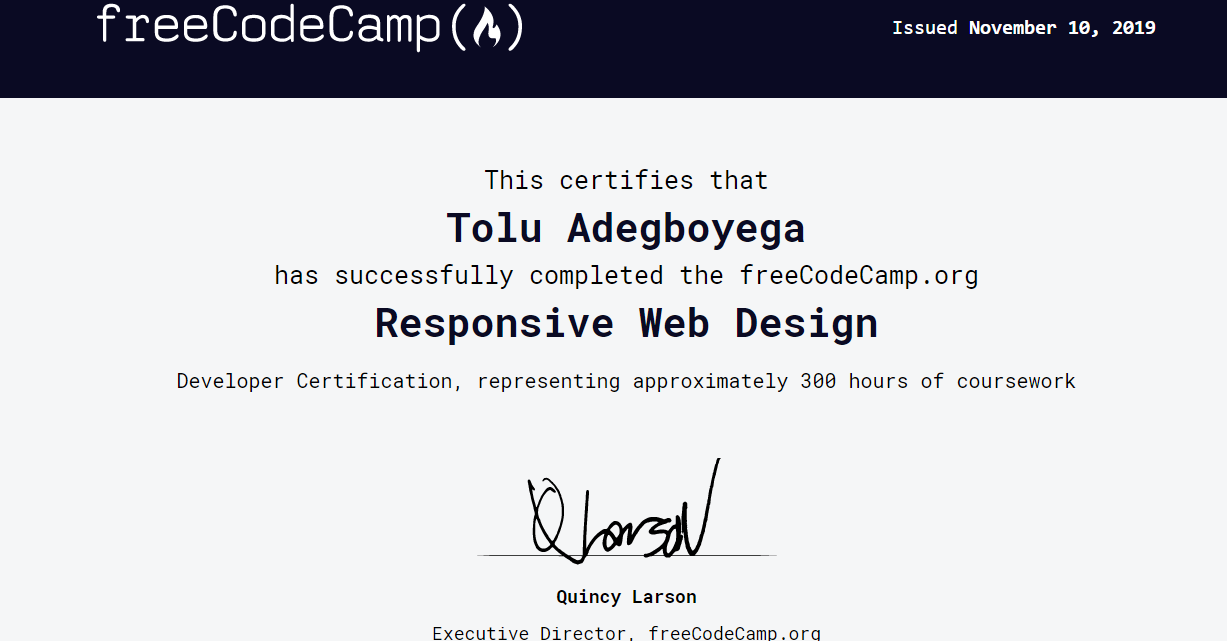 freeCodeCamp(🔥)
Issued November 10, 2019
This certifies that
Tolu Adegboyega
has successfully completed the freeCodeCamp.org
Responsive Web Design
Developer Certification, representing approximately 300 hours of coursework
Q Larson
Quincy Larson
Executive Director, freeCodeCamp.org